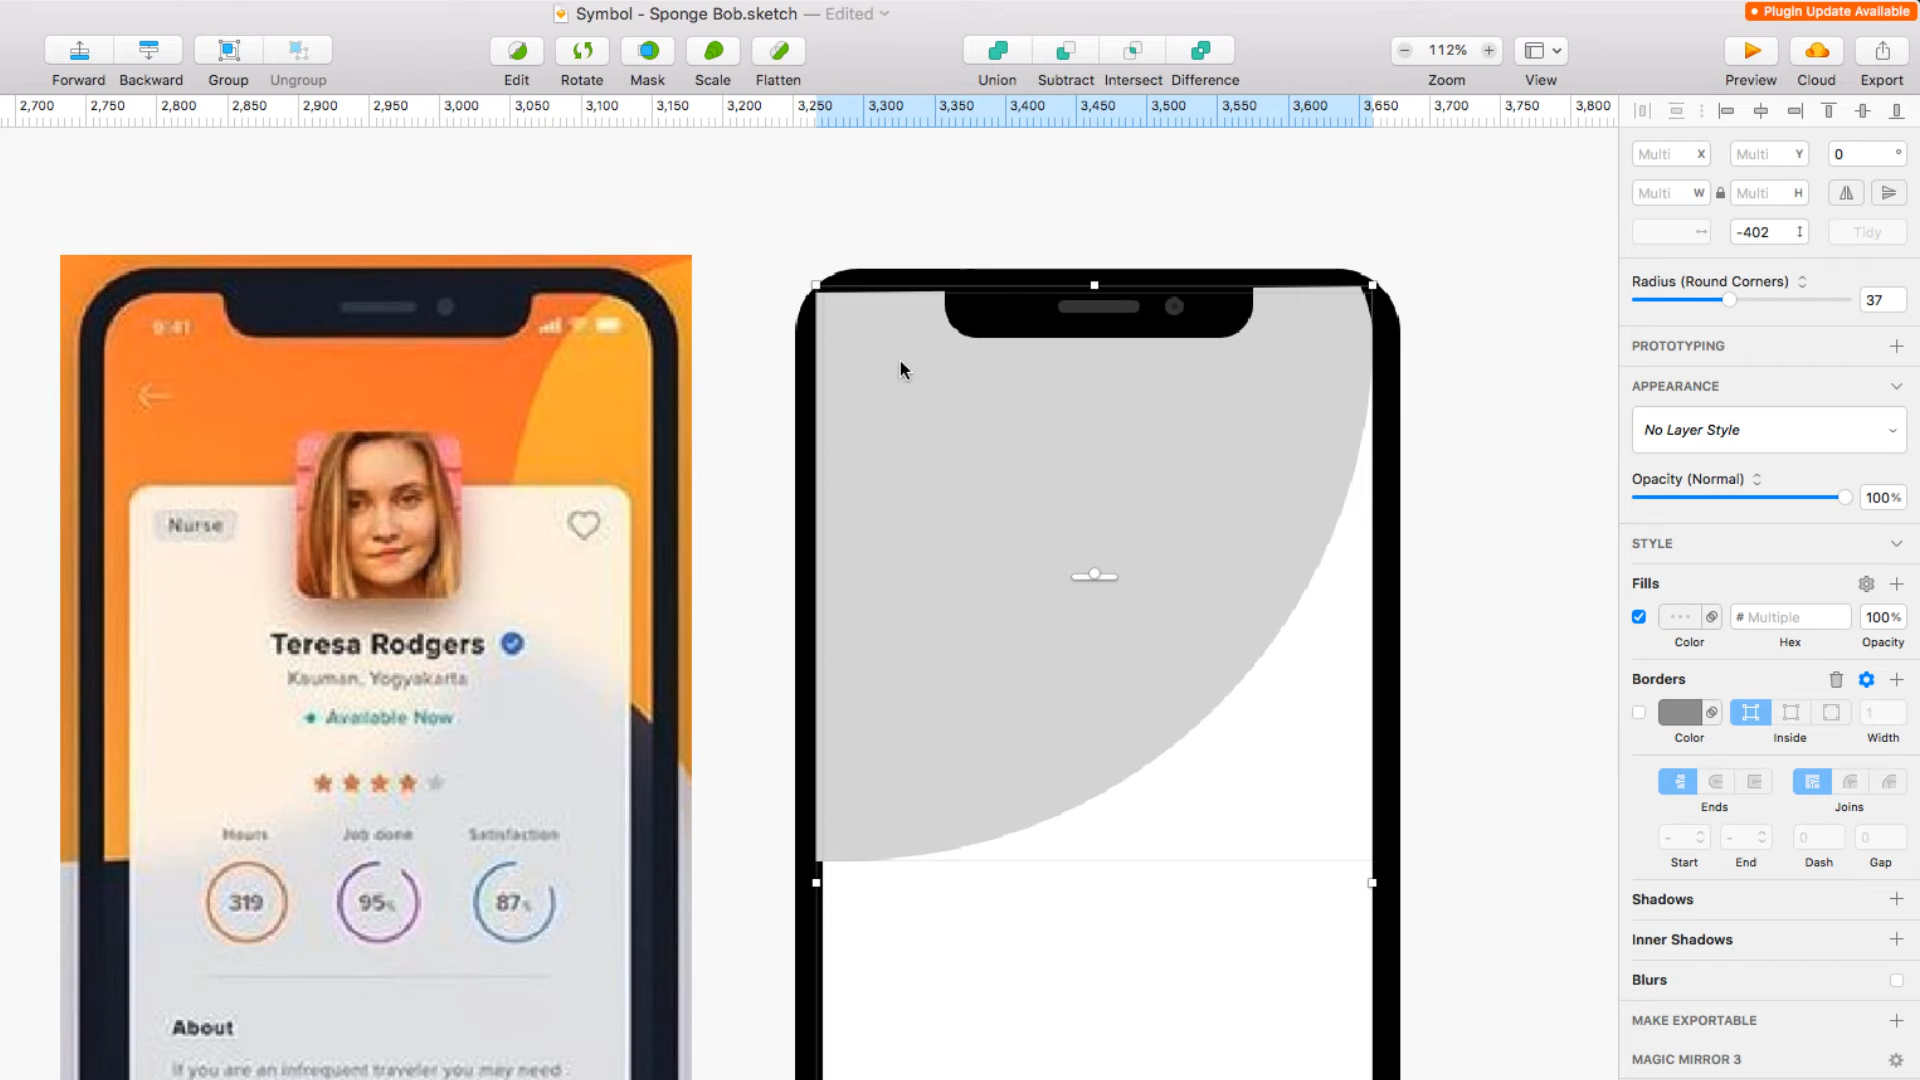 Symbol - Sponge Bob.sketch — Edited
Plugin Update Available
Forward Backward Group Ungroup Edit Rotate Mask Scale Flatten Union Subtract Intersect Difference 112% Zoom View Preview Cloud Export
2,700 2,750 2,800 2,850 2,900 2,950 3,000 3,050 3,100 3,150 3,200 3,250 3,300 3,350 3,400 3,450 3,500 3,550 3,600 3,650 3,700 3,750 3,800
9:41
Nurse
Teresa Rodgers
Kauman, Yogyakarta
Available Now
Hours Job done Satisfaction
319 95% 87%
About
If you are an infrequent traveler you may need
Multi X Multi Y 0 °
Multi W Multi H
-402 Tidy
Radius (Round Corners)
37
PROTOTYPING
APPEARANCE
No Layer Style
Opacity (Normal)
100%
STYLE
Fills
# Multiple 100%
Color Hex Opacity
Borders
1
Color Inside Width
Ends Joins
- - 0 0
Start End Dash Gap
Shadows
Inner Shadows
Blurs
MAKE EXPORTABLE
MAGIC MIRROR 3